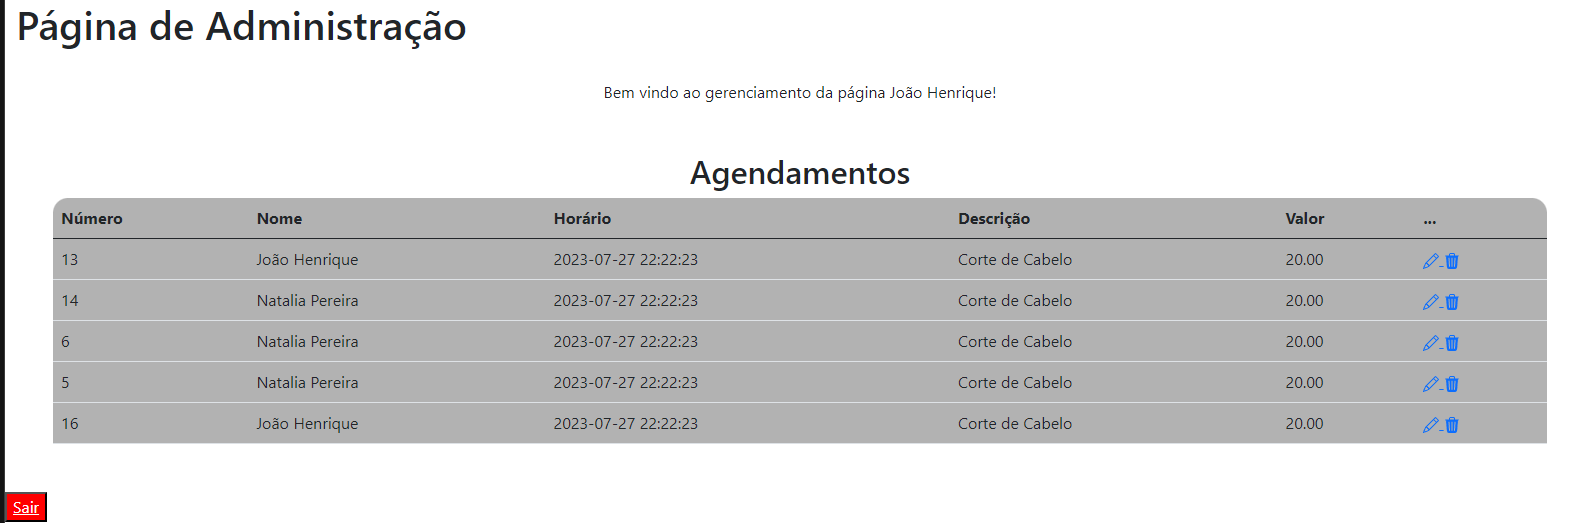 Página de Administração
Bem vindo ao gerenciamento da página João Henrique!
Agendamentos
Número Nome Horário Descrição Valor ...
13 João Henrique 2023-07-27 22:22:23 Corte de Cabelo 20.00
14 Natalia Pereira 2023-07-27 22:22:23 Corte de Cabelo 20.00
6 Natalia Pereira 2023-07-27 22:22:23 Corte de Cabelo 20.00
5 Natalia Pereira 2023-07-27 22:22:23 Corte de Cabelo 20.00
16 João Henrique 2023-07-27 22:22:23 Corte de Cabelo 20.00
Sair